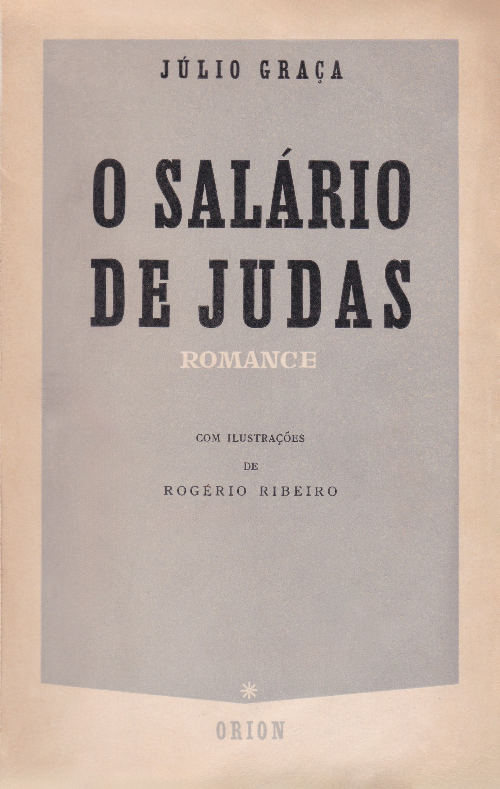 JÚLIO GRAÇA
O SALÁRIO
DE JUDAS
ROMANCE
COM ILUSTRAÇÕES
DE
ROGÉRIO RIBEIRO
ORION